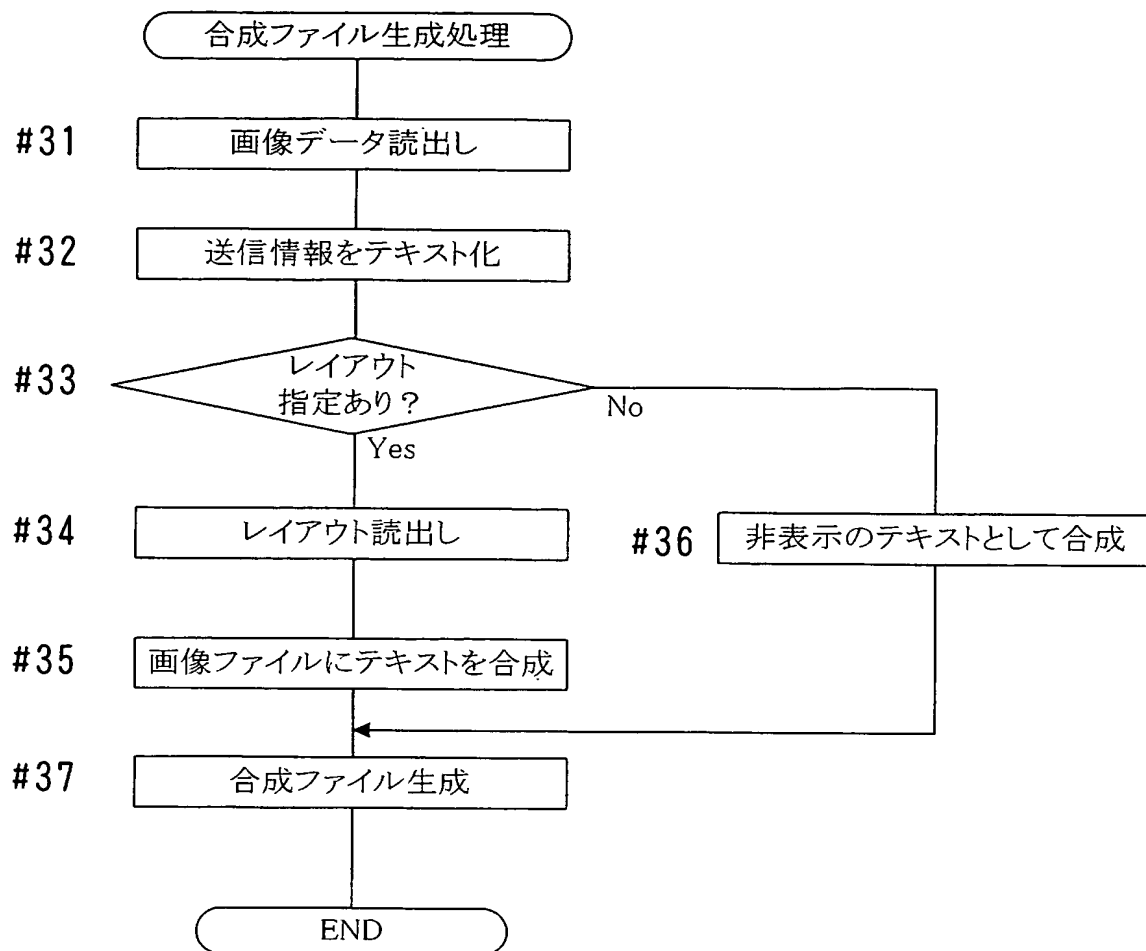 合成ファイル生成処理
#31
画像データ読出し
#32
送信情報をテキスト化
#33
レイアウト
指定あり？
No
Yes
#34
レイアウト読出し
#36
非表示のテキストとして合成
#35
画像ファイルにテキストを合成
#37
合成ファイル生成
END